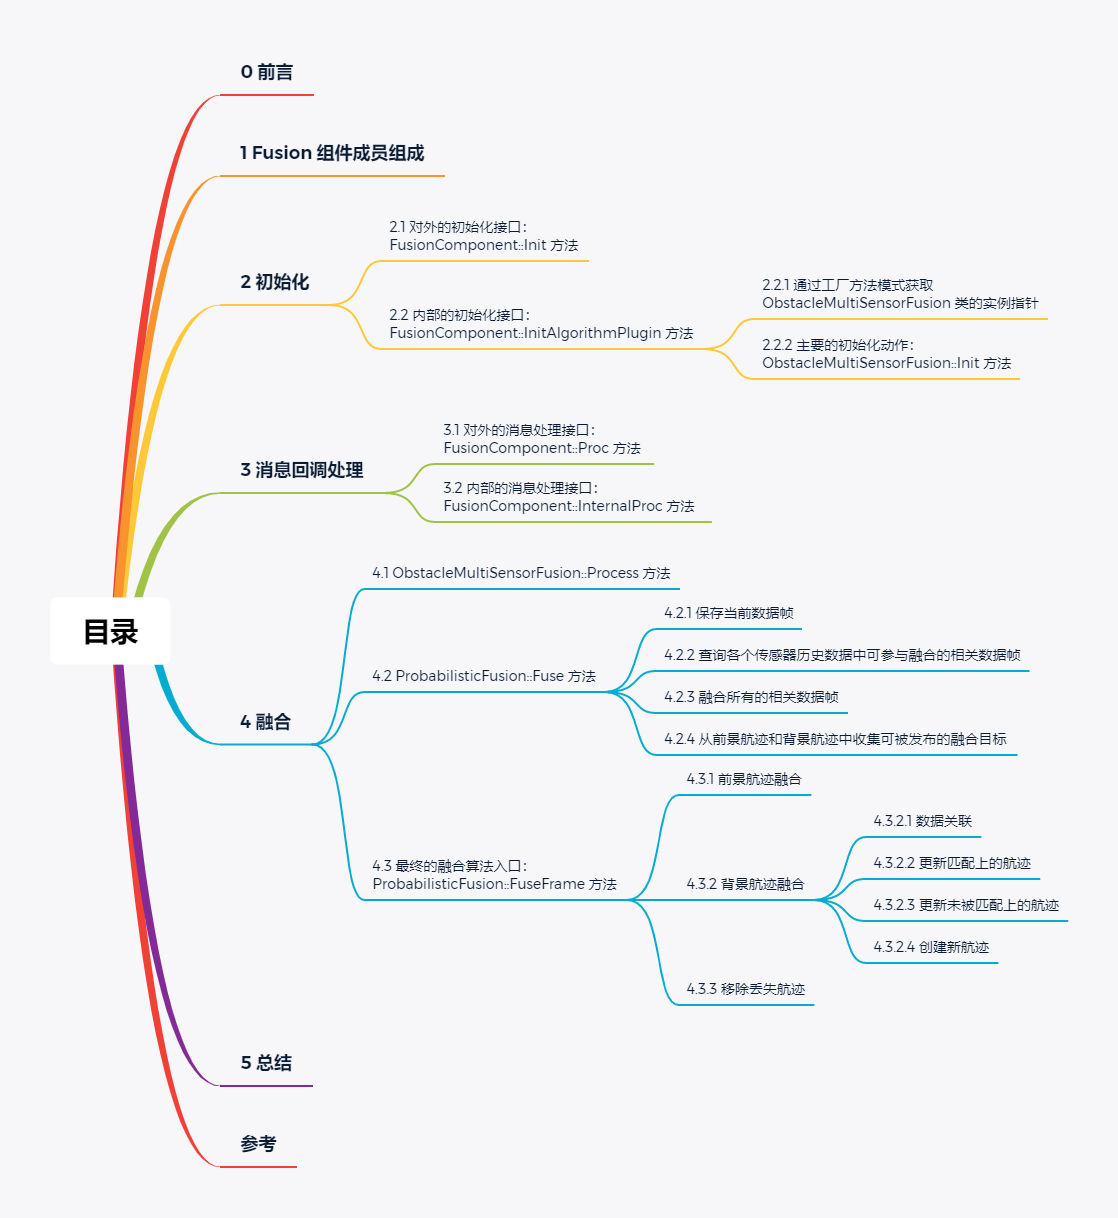 目录
0 前言
1 Fusion 组件成员组成
2 初始化
2.1 对外的初始化接口：
FusionComponent::Init 方法
2.2 内部的初始化接口：
FusionComponent::InitAlgorithmPlugin 方法
2.2.1 通过工厂方法模式获取
ObstacleMultiSensorFusion 类的实例指针
2.2.2 主要的初始化动作：
ObstacleMultiSensorFusion::Init 方法
3 消息回调处理
3.1 对外的消息处理接口：
FusionComponent::Proc 方法
3.2 内部的消息处理接口：
FusionComponent::InternalProc 方法
4 融合
4.1 ObstacleMultiSensorFusion::Process 方法
4.2 ProbabilisticFusion::Fuse 方法
4.2.1 保存当前数据帧
4.2.2 查询各个传感器历史数据中可参与融合的相关数据帧
4.2.3 融合所有的相关数据帧
4.2.4 从前景航迹和背景航迹中收集可被发布的融合目标
4.3 最终的融合算法入口：
ProbabilisticFusion::FuseFrame 方法
4.3.1 前景航迹融合
4.3.2 背景航迹融合
4.3.2.1 数据关联
4.3.2.2 更新匹配上的航迹
4.3.2.3 更新未被匹配上的航迹
4.3.2.4 创建新航迹
4.3.3 移除丢失航迹
5 总结
参考